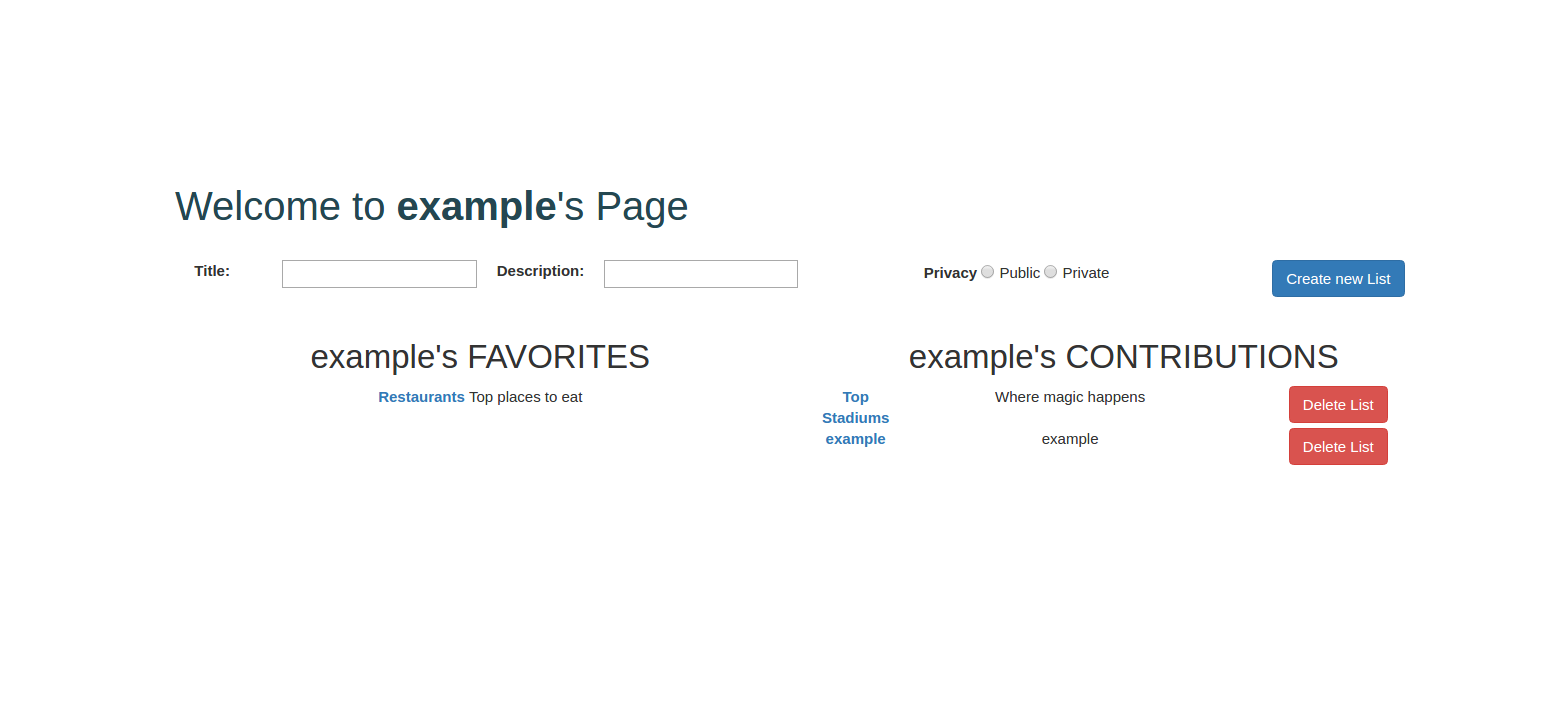 Welcome to example's Page
Title: Description: Privacy Public Private Create new List
example's FAVORITES
Restaurants Top places to eat
example's CONTRIBUTIONS
Top Where magic happens Delete List
Stadiums
example example Delete List